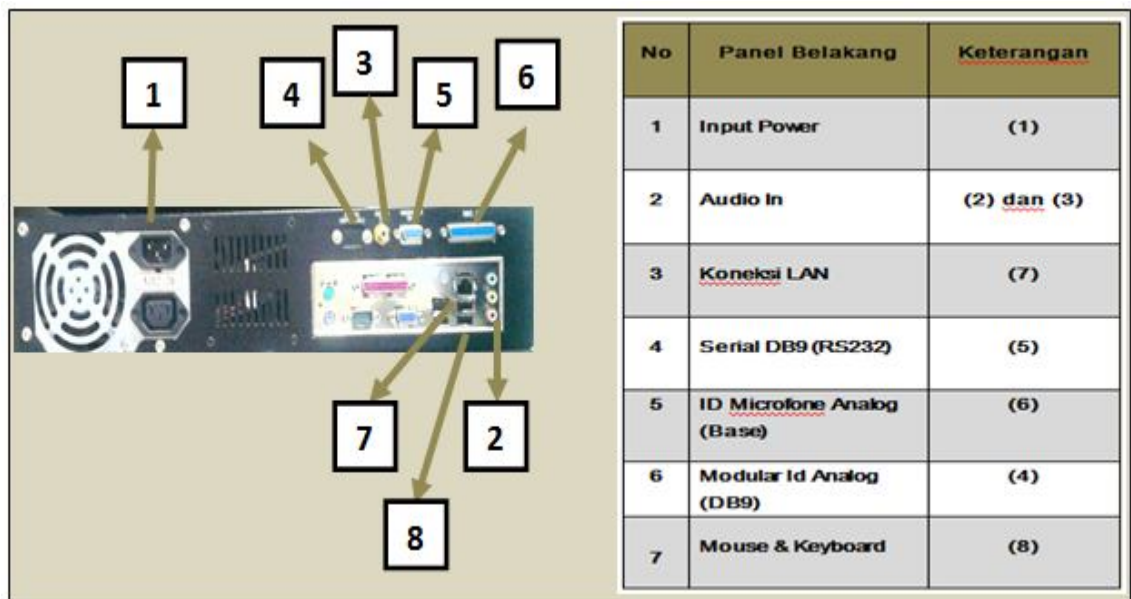 3
6
1
4
5
7
2
8
No Panel Belakang Keterangan
1 Input Power (1)
2 Audio In (2) dan (3)
3 Koneksi LAN (7)
4 Serial DB9 (RS232) (5)
5 ID Microfone Analog (6)
(Base)
6 Modular Id Analog (4)
(DB9)
7 Mouse & Keyboard (8)